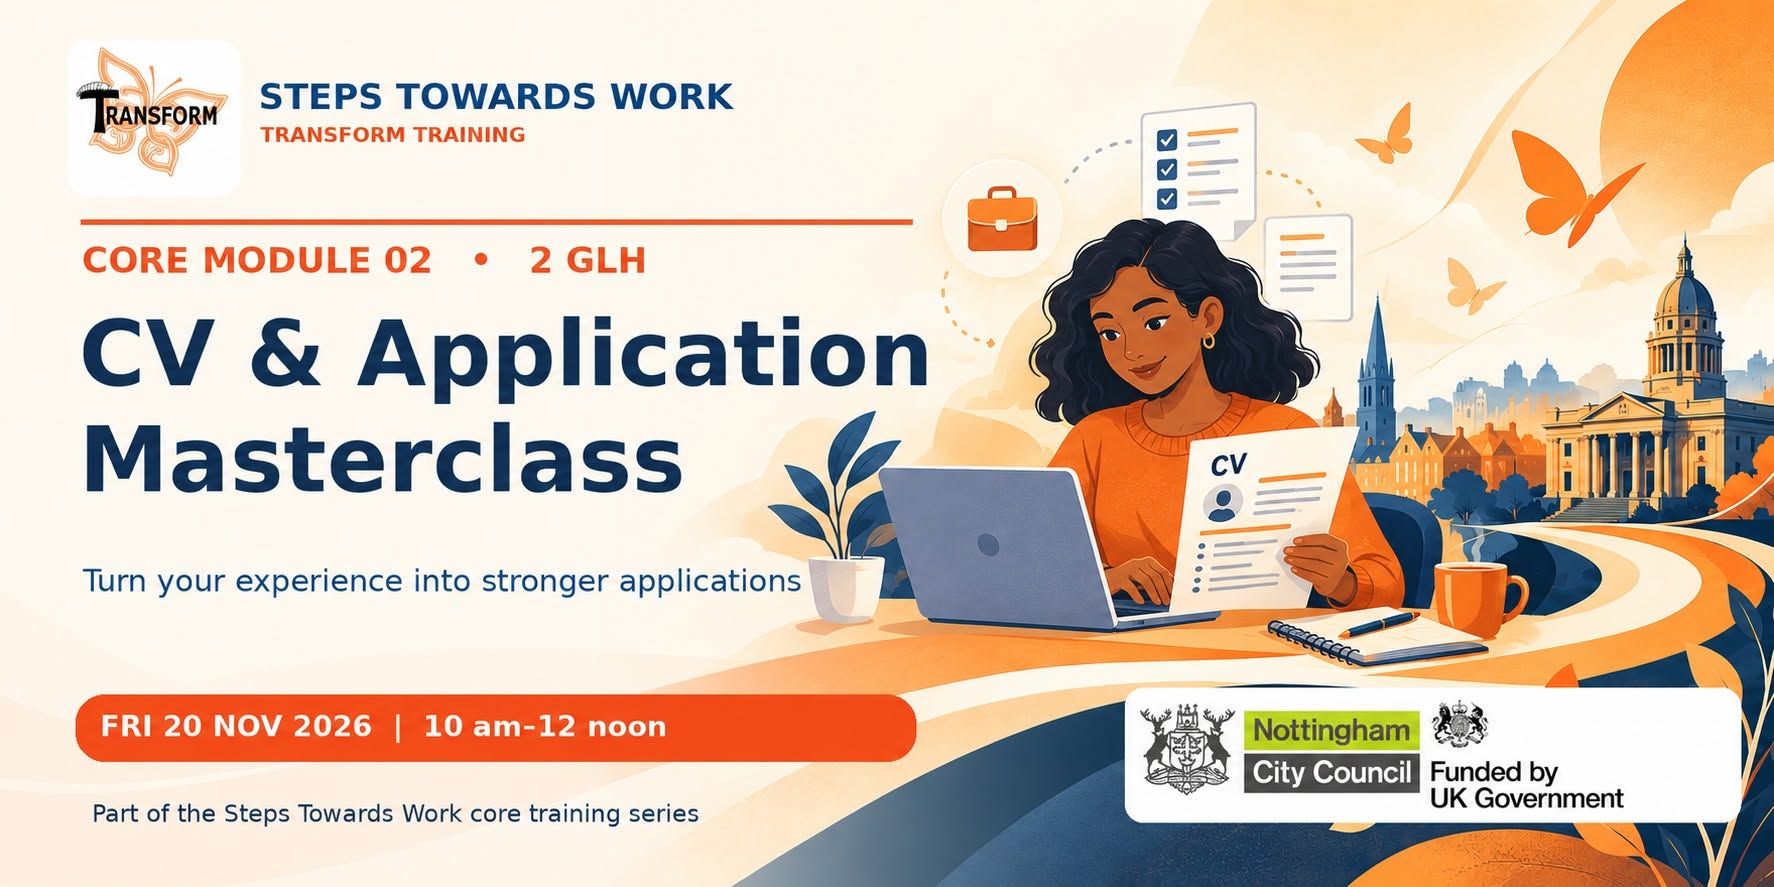 TRANSFORM
STEPS TOWARDS WORK
TRANSFORM TRAINING
CORE MODULE 02 • 2 GLH
CV & Application
Masterclass
Turn your experience into stronger applications
FRI 20 NOV 2026 | 10 am–12 noon
Part of the Steps Towards Work core training series
CV
Nottingham
City Council
Funded by
UK Government